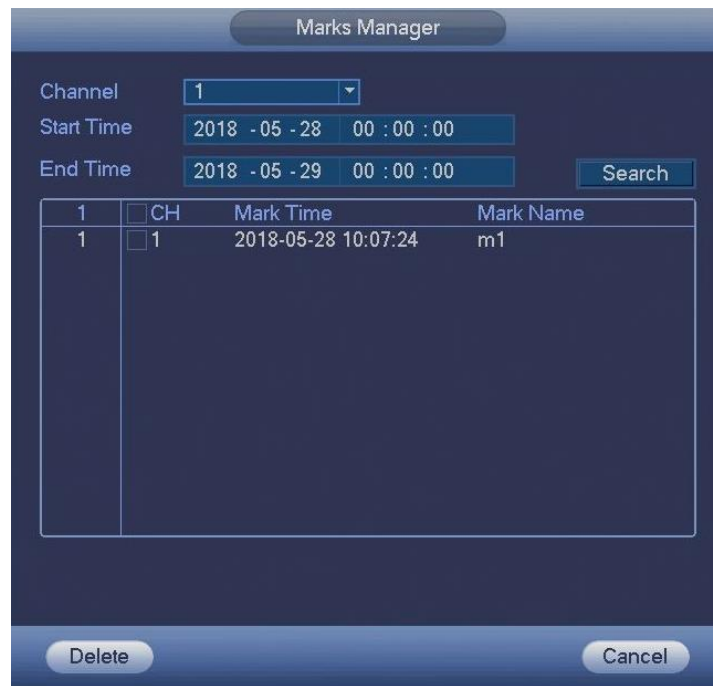 Marks Manager
Channel 1
Start Time 2018 - 05 - 28 00 : 00 : 00
End Time 2018 - 05 - 29 00 : 00 : 00 Search
1 CH Mark Time Mark Name
1 1 2018-05-28 10:07:24 m1
Delete Cancel